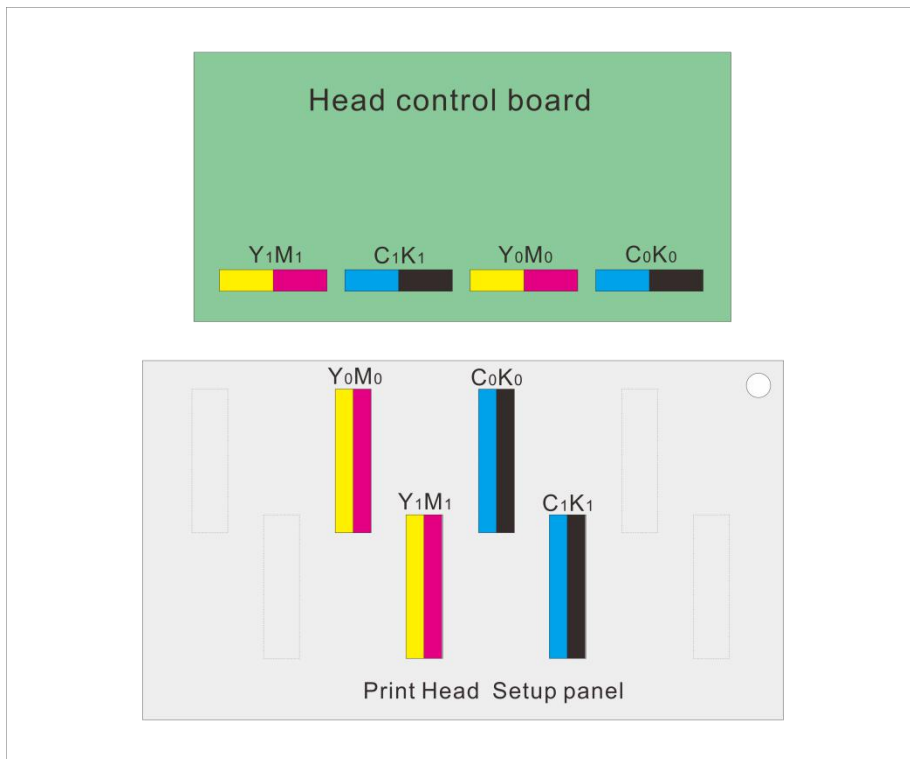 Head control board
Y₁M₁ C₁K₁ Y₀M₀ C₀K₀
Y₀M₀ C₀K₀
Y₁M₁ C₁K₁
Print Head Setup panel